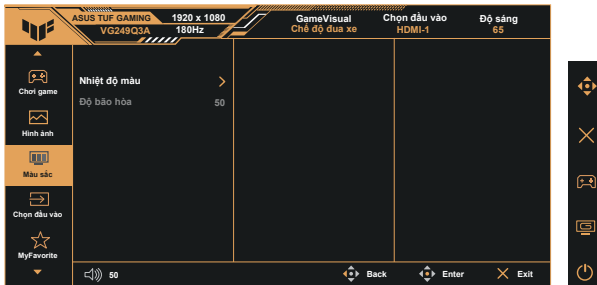 ASUS TUF GAMING 1920 x 1080
VG249Q3A 180Hz
GameVisual
Chế độ đua xe
Chọn đầu vào
HDMI-1
Độ sáng
65
Chơi game
Hình ảnh
Màu sắc
Chọn đầu vào
MyFavorite
Nhiệt độ màu
Độ bão hòa 50
50
Back
Enter
Exit